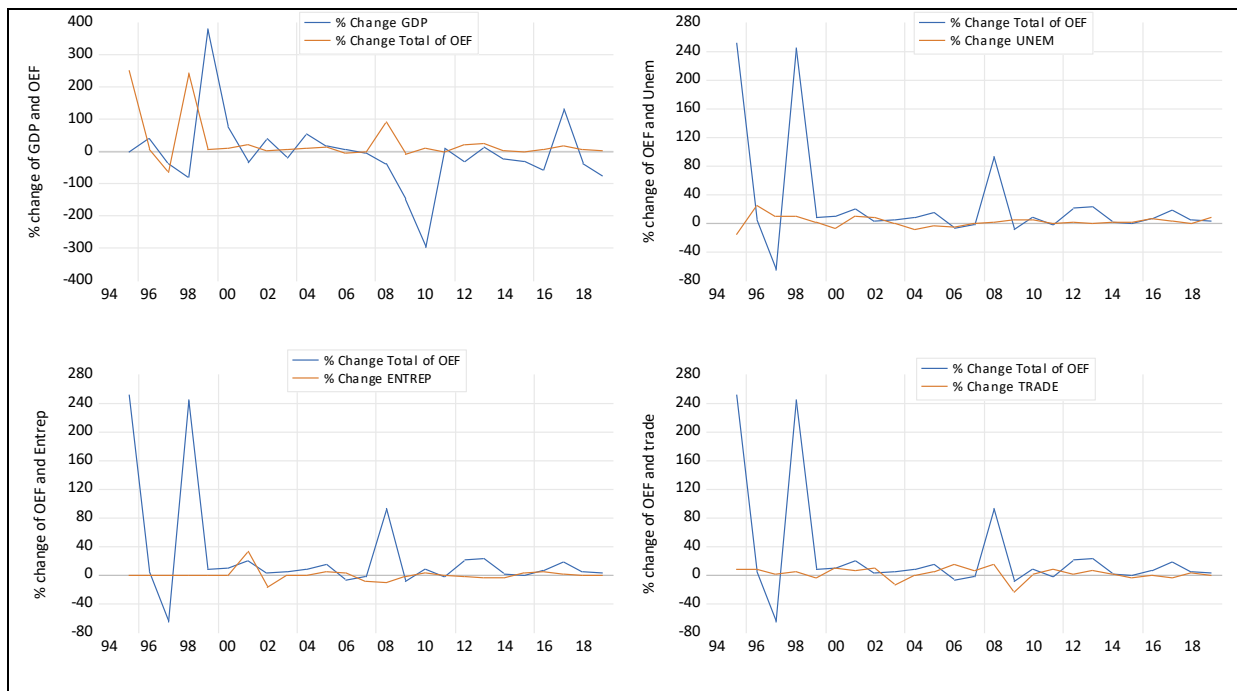 % Change GDP
% Change Total of OEF
% change of GDP and OEF
400
300
200
100
0
-100
-200
-300
-400
94 96 98 00 02 04 06 08 10 12 14 16 18
% Change Total of OEF
% Change UNEM
% change of OEF and Unem
280
240
200
160
120
80
40
0
-40
-80
94 96 98 00 02 04 06 08 10 12 14 16 18
% Change Total of OEF
% Change ENTREP
% change of OEF and Entrep
280
240
200
160
120
80
40
0
-40
-80
94 96 98 00 02 04 06 08 10 12 14 16 18
% Change Total of OEF
% Change TRADE
% change of OEF and trade
280
240
200
160
120
80
40
0
-40
-80
94 96 98 00 02 04 06 08 10 12 14 16 18